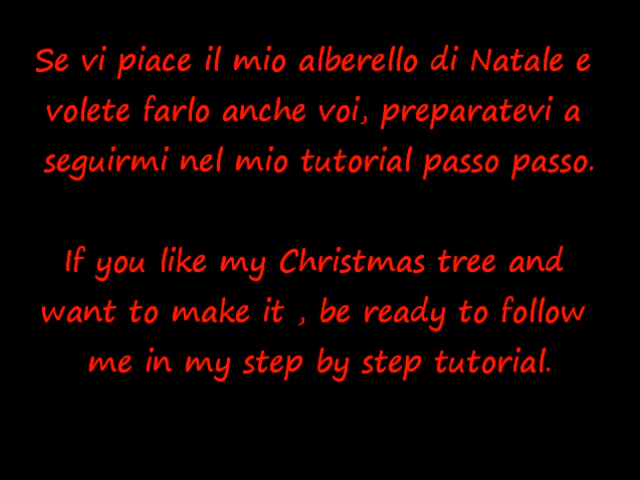 Se vi piace il mio alberello di Natale e
volete farlo anche voi, preparatevi a
seguirmi nel mio tutorial passo passo.
If you like my Christmas tree and
want to make it , be ready to follow
me in my step by step tutorial.